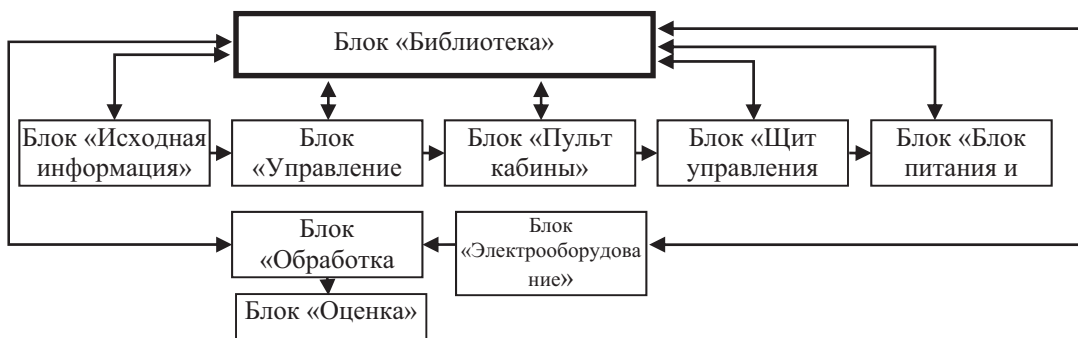 Блок «Библиотека»
Блок «Исходная
информация»
Блок
«Управление
Блок «Пульт
кабины»
Блок «Щит
управления
Блок «Блок
питания и
Блок
«Обработка
Блок
«Электрооборудова
ние»
Блок «Оценка»